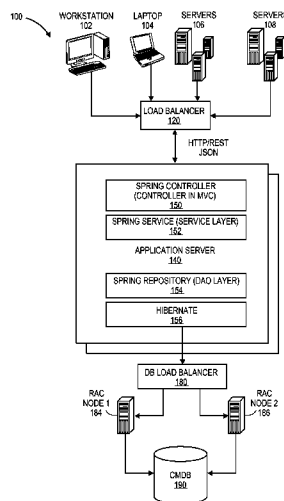 100
WORKSTATION
102
LAPTOP
104
SERVERS
106
SERVERS
108
LOAD BALANCER
120
HTTP/REST
JSON
SPRING CONTROLLER
(CONTROLLER IN MVC)
150
SPRING SERVICE (SERVICE LAYER)
152
APPLICATION SERVER
140
SPRING REPOSITORY (DAO LAYER)
154
HIBERNATE
156
DB LOAD BALANCER
180
RAC
NODE 1
184
RAC
NODE 2
186
CMDB
190